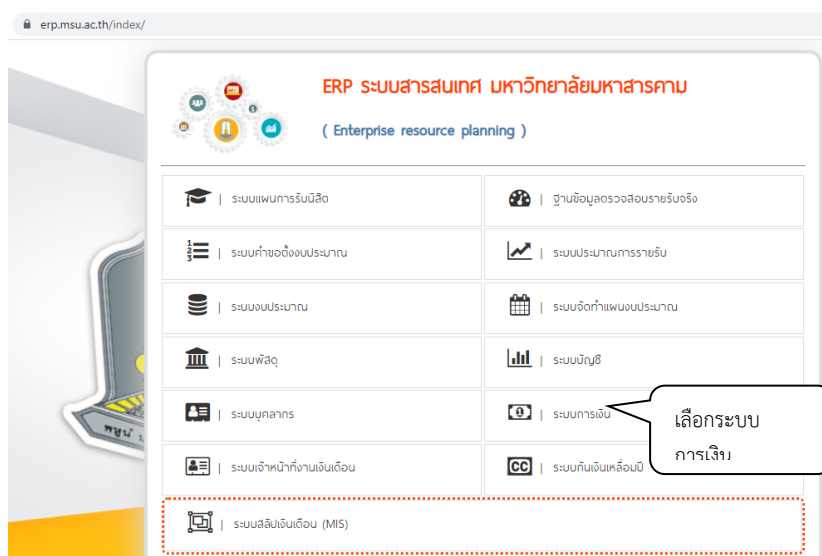 erp.msu.ac.th/index/
ERP ระบบสารสนเทศ มหาวิทยาลัยมหาสารคาม
( Enterprise resource planning )
| ระบบแผนการรับนิสิต
| ฐานข้อมูลตรวจสอบรายรับจริง
| ระบบคำขอตั้งงบประมาณ
| ระบบประมาณการรายรับ
| ระบบงบประมาณ
| ระบบจัดทำแผนงบประมาณ
| ระบบพัสดุ
| ระบบบัญชี
| ระบบบุคลากร
| ระบบการเงิน
เลือกระบบ
การเงิน
| ระบบเจ้าหน้าที่งานเงินเดือน
| ระบบกันเงินเหลื่อมปี
| ระบบสลิปเงินเดือน (MIS)